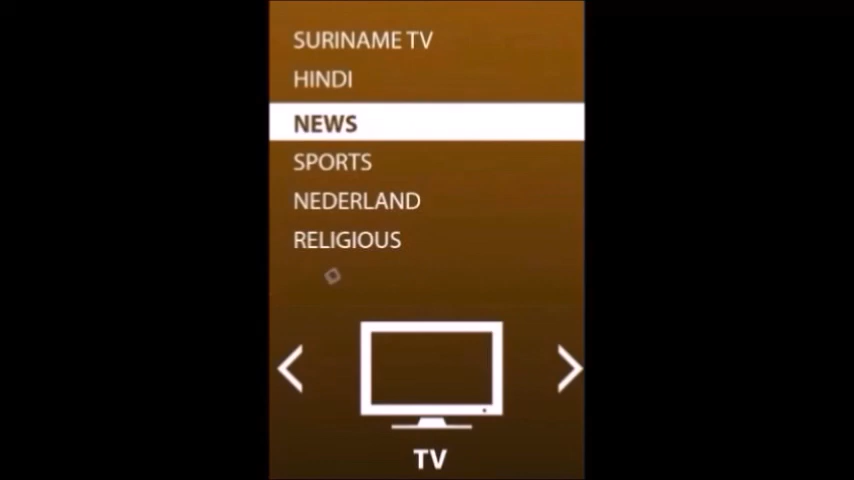 SURINAME TV
HINDI
NEWS
SPORTS
NEDERLAND
RELIGIOUS
TV